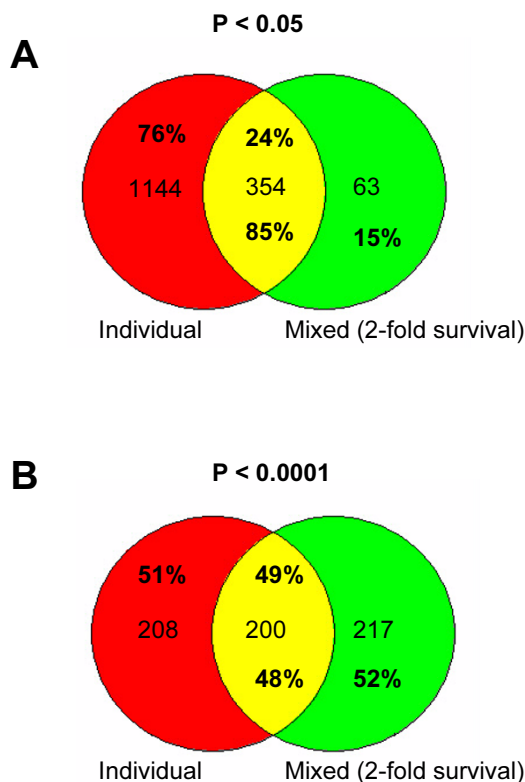 P < 0.05
A
76% 24%
1144 354 63
85% 15%
Individual Mixed (2-fold survival)
P < 0.0001
B
51% 49%
208 200 217
48% 52%
Individual Mixed (2-fold survival)